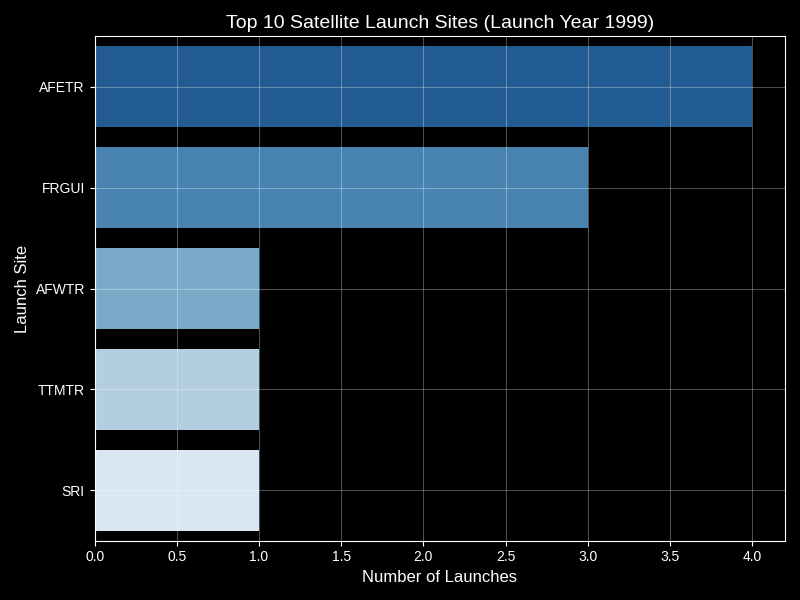 Top 10 Satellite Launch Sites (Launch Year 1999)
AFETR
FRGUI
AFWTR
TTMTR
SRI
Launch Site
0.0 0.5 1.0 1.5 2.0 2.5 3.0 3.5 4.0
Number of Launches